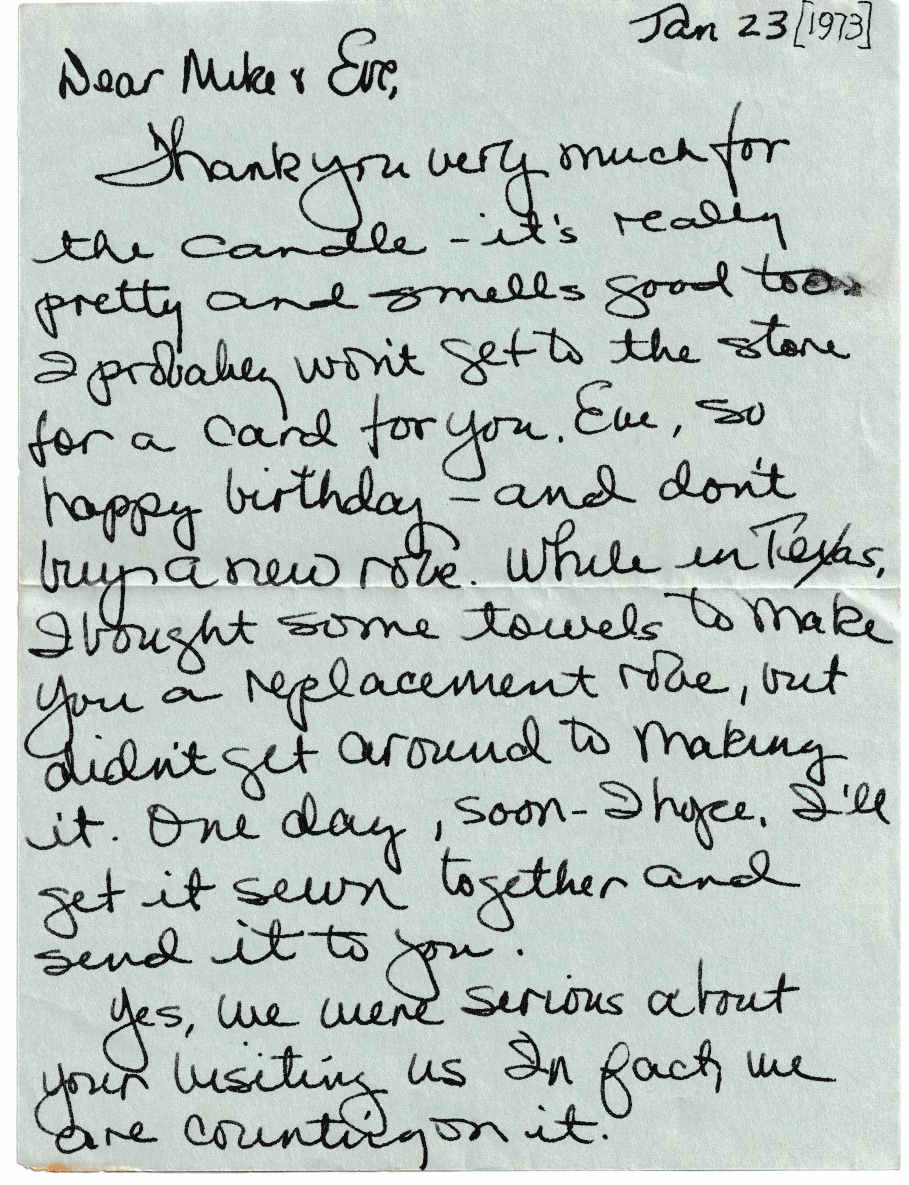 Jan 23 [1973]
Dear Mike & Eve,
Thank you very much for
the candle - it's really
pretty and smells good too.
I probably won't get to the store
for a card for you, Eve, so
happy birthday - and don't
buy a new robe. While in Texas,
I bought some towels to make
you a replacement robe, but
didn't get around to making
it. One day, soon - I hope, I'll
get it sewn together and
send it to you.
Yes, we were serious about
your visiting us In fact, we
are counting on it.